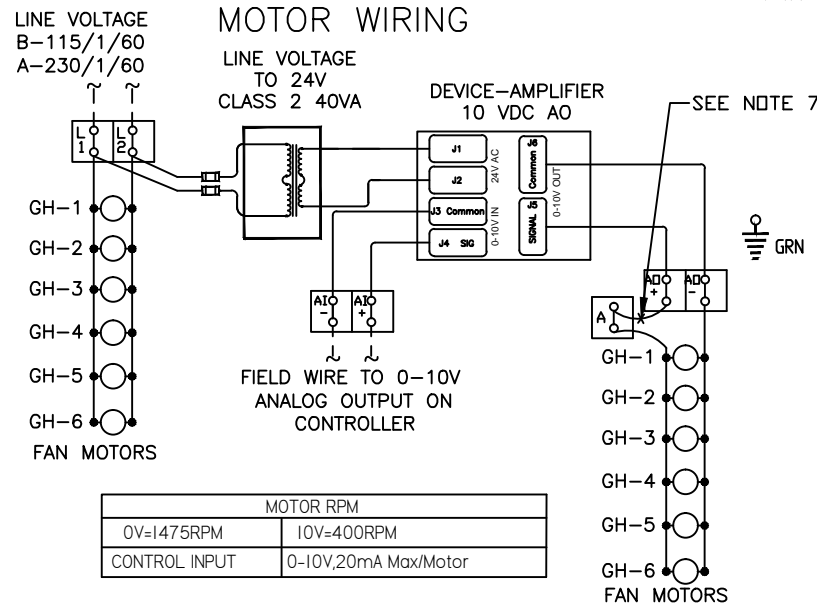 LINE VOLTAGE
B-115/1/60
A-230/1/60
MOTOR WIRING
LINE VOLTAGE
TO 24V
CLASS 2 40VA
DEVICE-AMPLIFIER
10 VDC AO
SEE NOTE 7
L
1
L
2
J1
J2
J3 Common
J4 SIG
24V AC
0-10V IN
J6
Common
J5
SIGNAL
0-10V OUT
GRN
GH-1
GH-2
GH-3
GH-4
GH-5
GH-6
FAN MOTORS
AI
-
AI
+
FIELD WIRE TO 0-10V
ANALOG OUTPUT ON
CONTROLLER
AO
+
AO
-
A
GH-1
GH-2
GH-3
GH-4
GH-5
GH-6
FAN MOTORS
MOTOR RPM
0V=1475RPM
10V=400RPM
CONTROL INPUT
0-10V,20mA Max/Motor